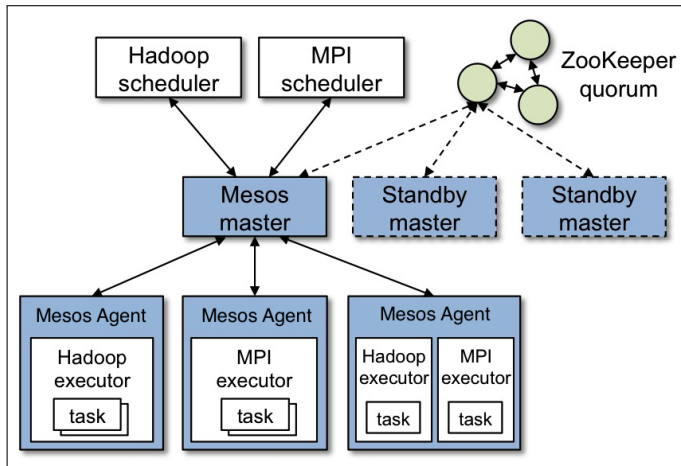 Hadoop
scheduler
MPI
scheduler
ZooKeeper
quorum
Mesos
master
Standby
master
Standby
master
Mesos Agent
Hadoop
executor
task
Mesos Agent
MPI
executor
task
Mesos Agent
Hadoop
executor
task
MPI
executor
task